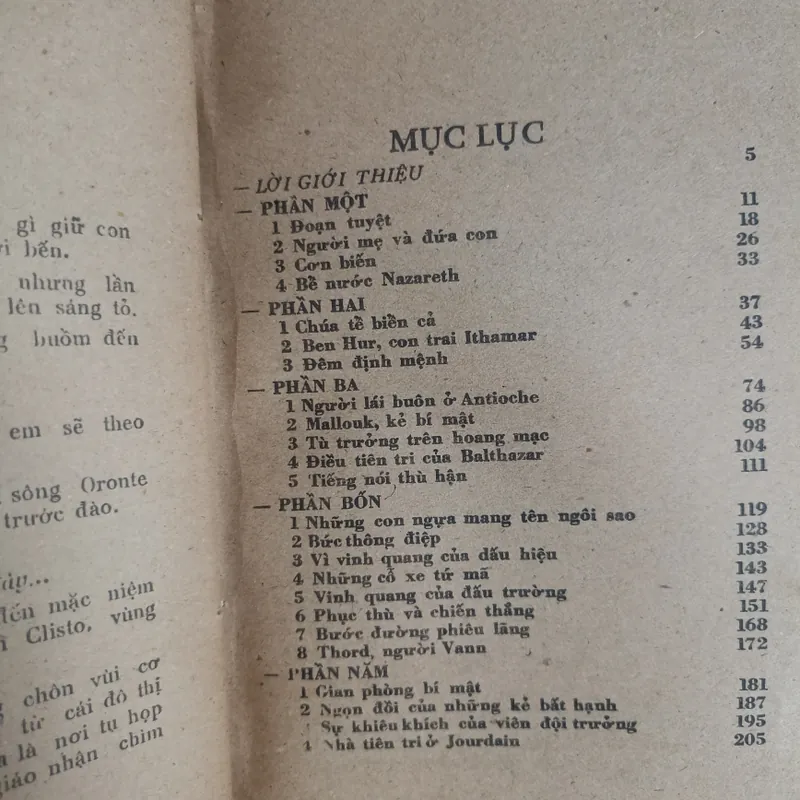 gì giữ con
bến.
nhưng lần
lên sáng tỏ.
buồm đến
em sẽ theo
sông Oronte
trước đào.
đến mặc niệm
Clisto, vùng
chôn vùi cơ
từ cái đô thị
là nơi tụ họp
giáo nhận chìm
MỤC LỤC
— LỜI GIỚI THIỆU 5
— PHẦN MỘT
1 Đoạn tuyệt 11
2 Người mẹ và đứa con 18
3 Cơn biến 26
4 Bề nước Nazareth 33
— PHẦN HAI
1 Chúa tề biền cả 37
2 Ben Hur, con trai Ithamar 43
3 Đêm định mệnh 54
— PHẦN BA
1 Người lái buôn ở Antioche 74
2 Mallouk, kẻ bí mật 86
3 Tù trưởng trên hoang mạc 98
4 Điều tiên tri của Balthazar 104
5 Tiếng nói thù hận 111
— PHẦN BỐN
1 Những con ngựa mang tên ngôi sao 119
2 Bức thông điệp 128
3 Vì vinh quang của dấu hiệu 133
4 Những cỗ xe tứ mã 143
5 Vinh quang của đấu trường 147
6 Phục thù và chiến thắng 151
7 Bước đường phiêu lãng 168
8 Thord, người Vann 172
— PHẦN NĂM
1 Gian phòng bí mật 181
2 Ngọn đồi của những kẻ bất hạnh 187
Sự khiêu khích của viên đội trưởng 195
4 Nhà tiên tri ở Jourdain 205